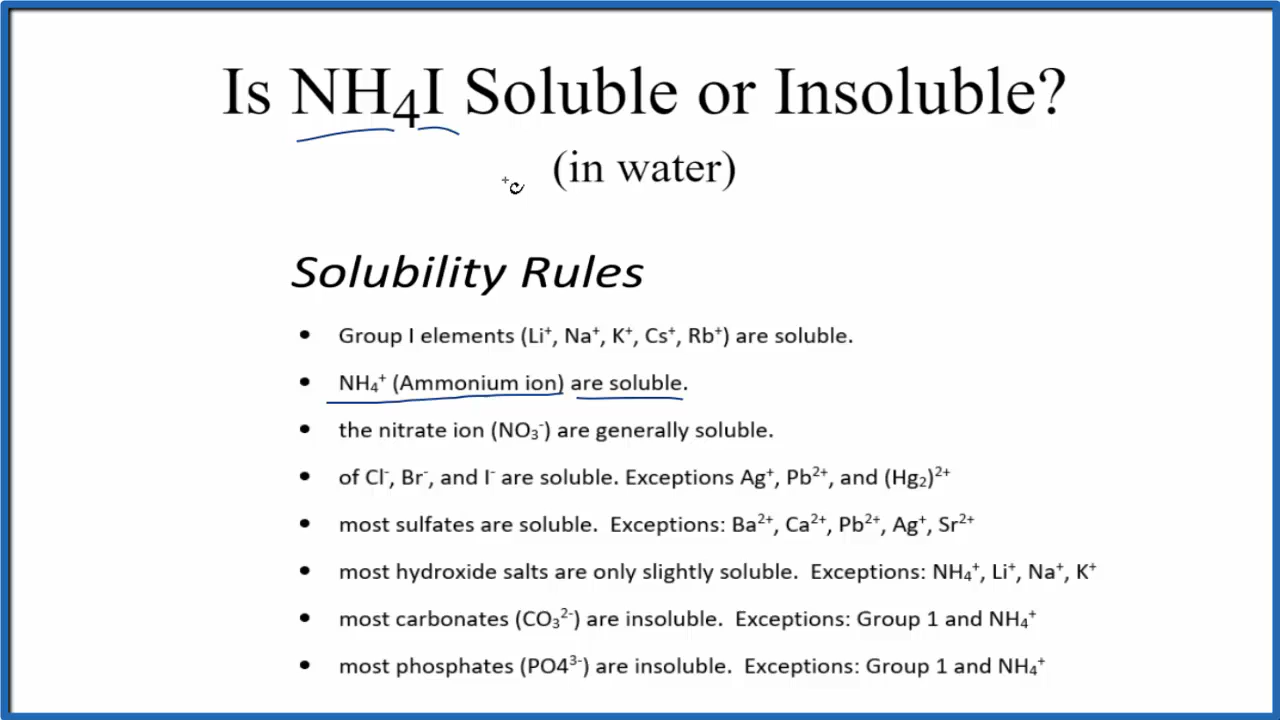 Is NH₄I Soluble or Insoluble?
(in water)
Solubility Rules
• Group I elements (Li⁺, Na⁺, K⁺, Cs⁺, Rb⁺) are soluble.
• NH₄⁺ (Ammonium ion) are soluble.
• the nitrate ion (NO₃⁻) are generally soluble.
• of Cl⁻, Br⁻, and I⁻ are soluble. Exceptions Ag⁺, Pb²⁺, and (Hg₂)²⁺
• most sulfates are soluble. Exceptions: Ba²⁺, Ca²⁺, Pb²⁺, Ag⁺, Sr²⁺
• most hydroxide salts are only slightly soluble. Exceptions: NH₄⁺, Li⁺, Na⁺, K⁺
• most carbonates (CO₃²⁻) are insoluble. Exceptions: Group 1 and NH₄⁺
• most phosphates (PO4³⁻) are insoluble. Exceptions: Group 1 and NH₄⁺